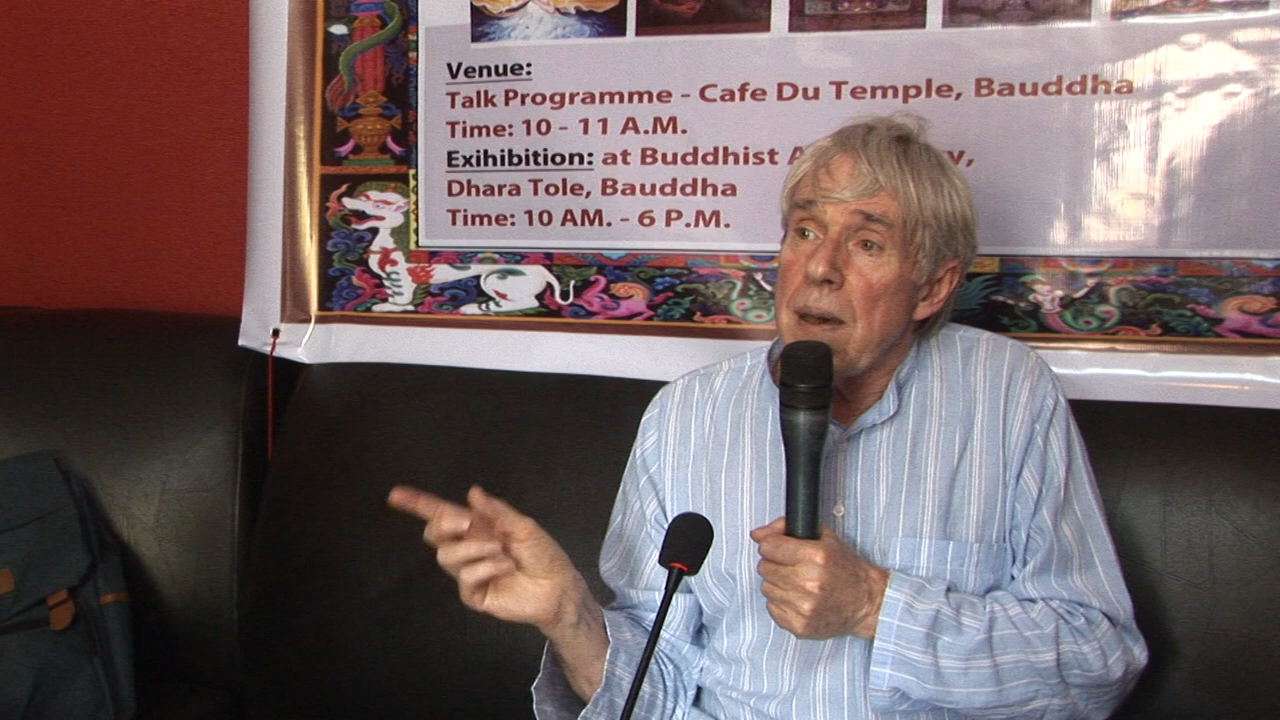 Venue:
Talk Programme - Cafe Du Temple, Bauddha
Time: 10 - 11 A.M.
Exihibition: at Buddhist
Dhara Tole, Bauddha
Time: 10 AM. - 6 P.M.